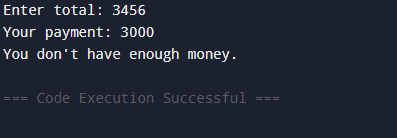 Enter total: 3456
Your payment: 3000
You don't have enough money.
=== Code Execution Successful ===